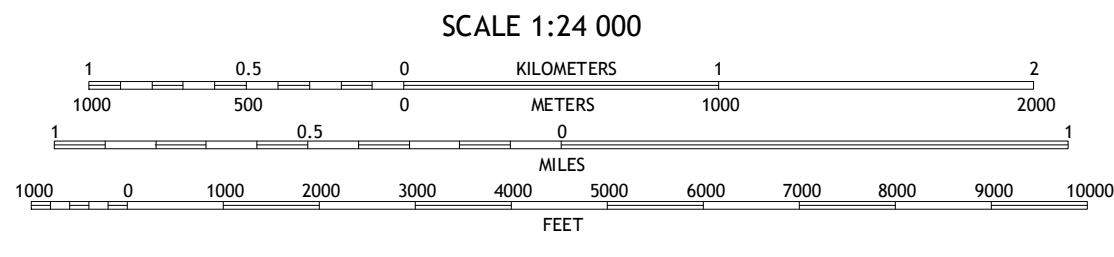 SCALE 1:24 000
1 0.5 0 KILOMETERS 1 2
1000 500 0 METERS 1000 2000
1 0.5 0 1
MILES
1000 0 1000 2000 3000 4000 5000 6000 7000 8000 9000 10000
FEET